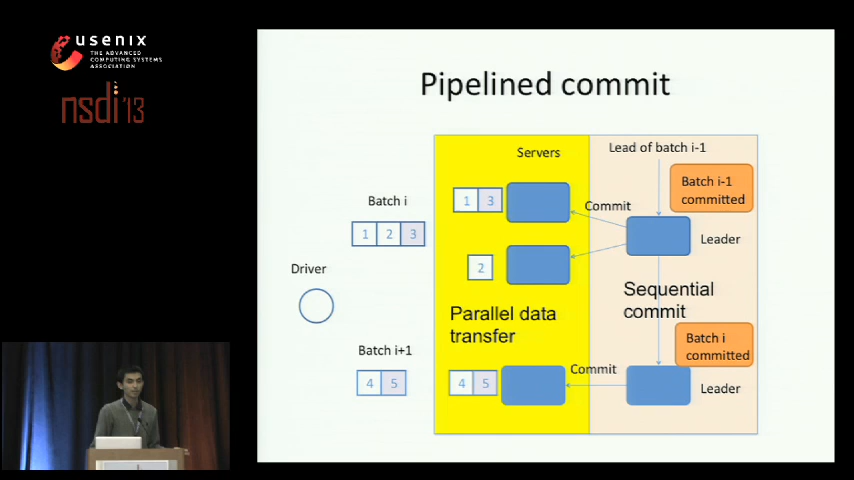 usenix
THE ADVANCED
COMPUTING SYSTEMS
ASSOCIATION
nsdi '13
Pipelined commit
Servers
Lead of batch i-1
Batch i-1
committed
Batch i
1 3
Commit
1 2 3
Leader
2
Driver
Sequential
commit
Parallel data
transfer
Batch i
committed
Batch i+1
Commit
4 5
4 5
Leader